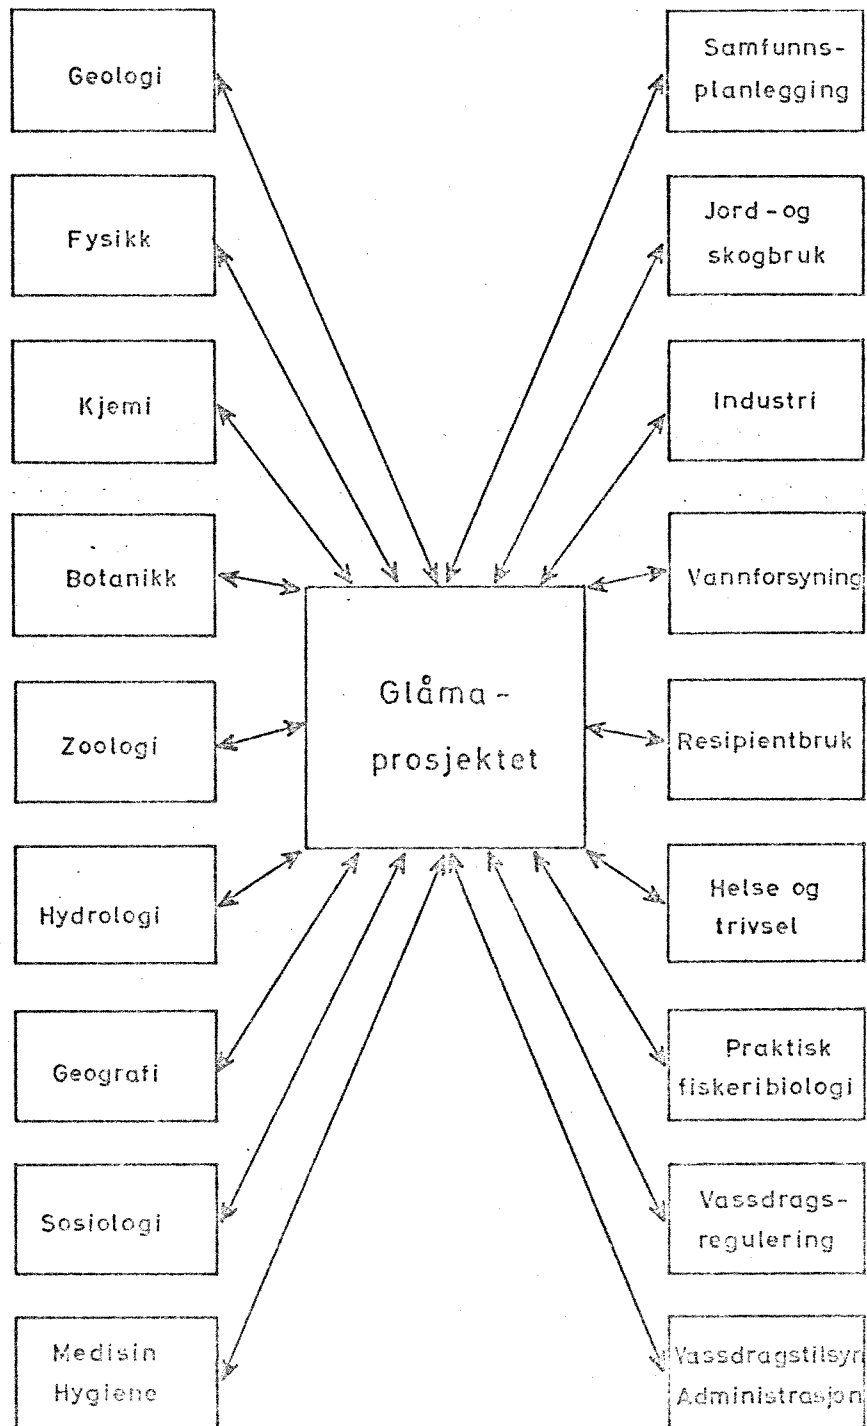 Geologi
Fysikk
Kjemi
Botanikk
Zoologi
Hydrologi
Geografi
Sosiologi
Medisin
Hygiene
Glåma-
prosjektet
Samfunns-
planlegging
Jord-og
skogbruk
Industri
Vannforsyning
Resipientbruk
Helse og
trivsel
Praktisk
fiskeribiologi
Vassdrags-
regulering
Vassdragstilsyn
Administrasjon